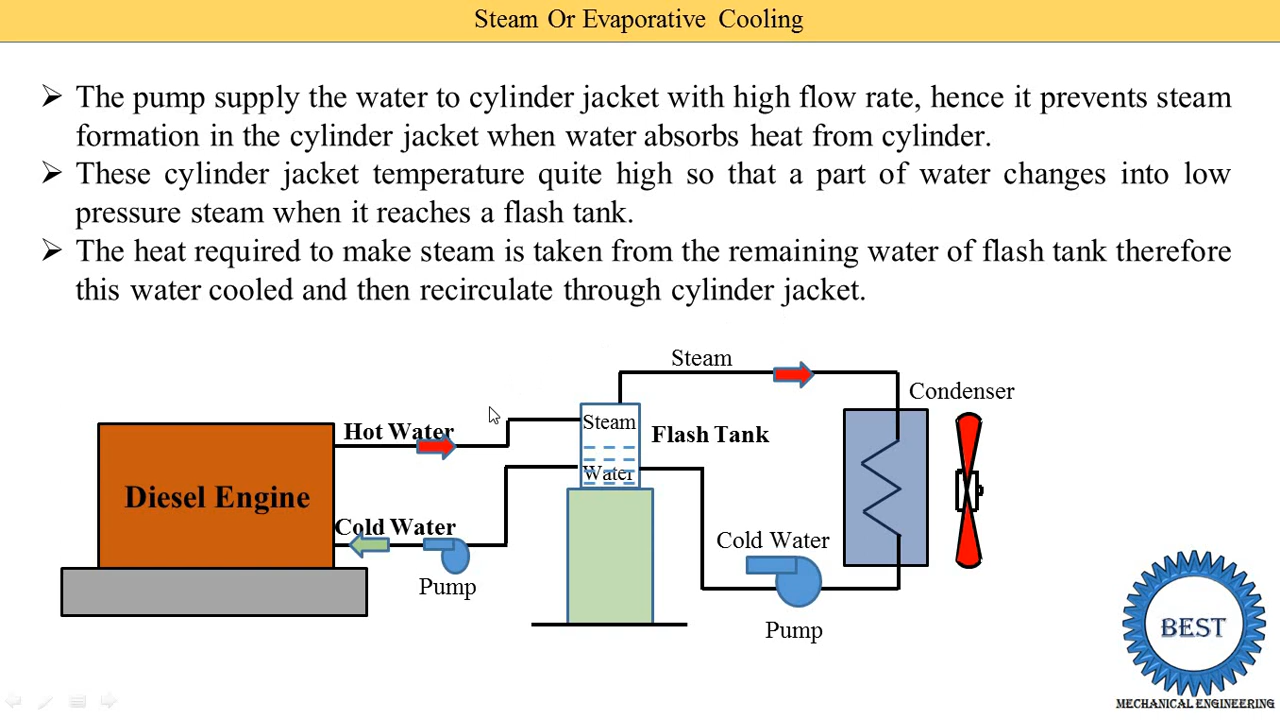 Steam Or Evaporative Cooling
➢ The pump supply the water to cylinder jacket with high flow rate, hence it prevents steam
formation in the cylinder jacket when water absorbs heat from cylinder.
➢ These cylinder jacket temperature quite high so that a part of water changes into low
pressure steam when it reaches a flash tank.
➢ The heat required to make steam is taken from the remaining water of flash tank therefore
this water cooled and then recirculate through cylinder jacket.
Steam
Condenser
Hot Water
Steam
Flash Tank
Water
Diesel Engine
Cold Water
Cold Water
Pump
Pump
BEST
MECHANICAL ENGINEERING